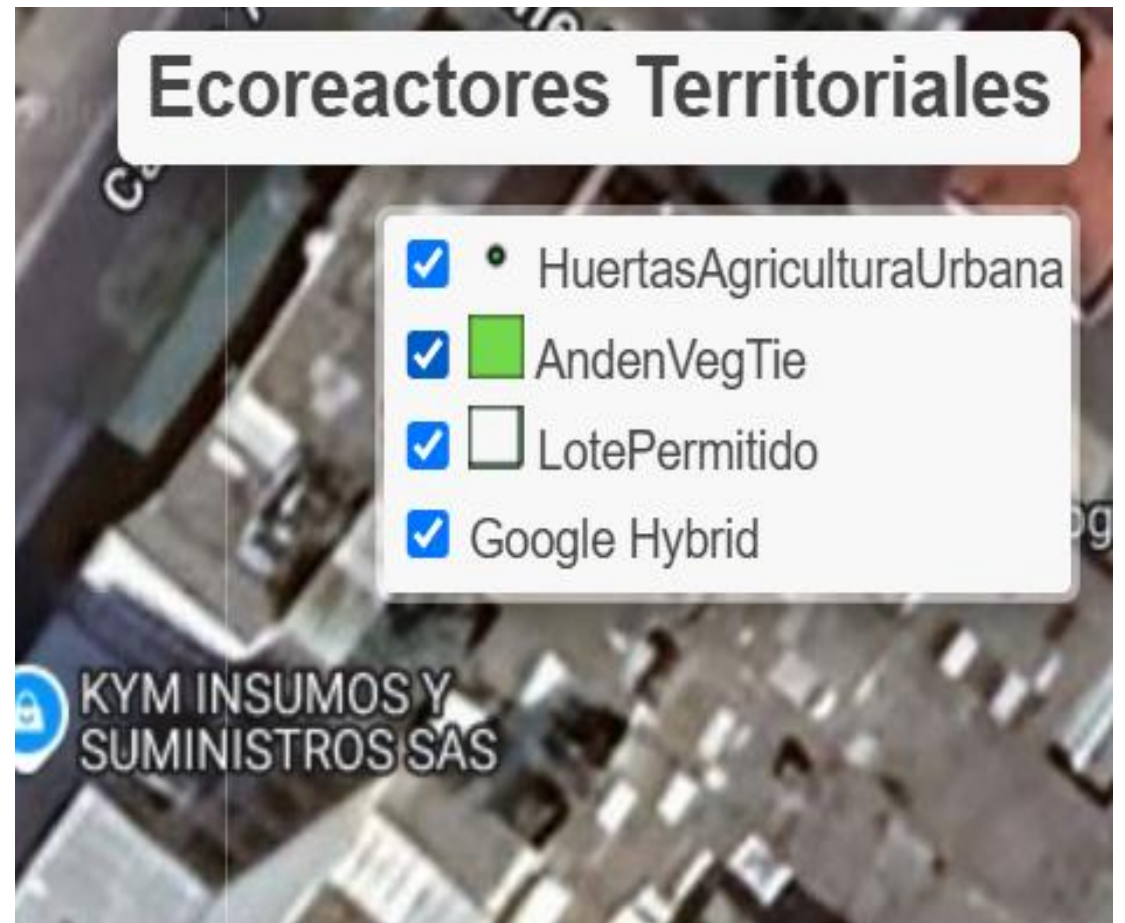 Ecoreactores Territoriales
HuertasAgriculturaUrbana
AndenVegTie
LotePermitido
Google Hybrid
KYM INSUMOS Y
SUMINISTROS SAS